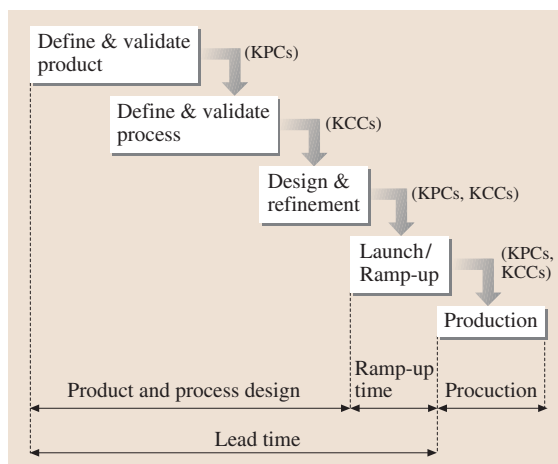 Define & validate
product
(KPCs)
Define & validate
process
(KCCs)
Design &
refinement
(KPCs, KCCs)
Launch/
Ramp-up
(KPCs,
KCCs)
Production
Product and process design
Ramp-up
time
Procuction
Lead time